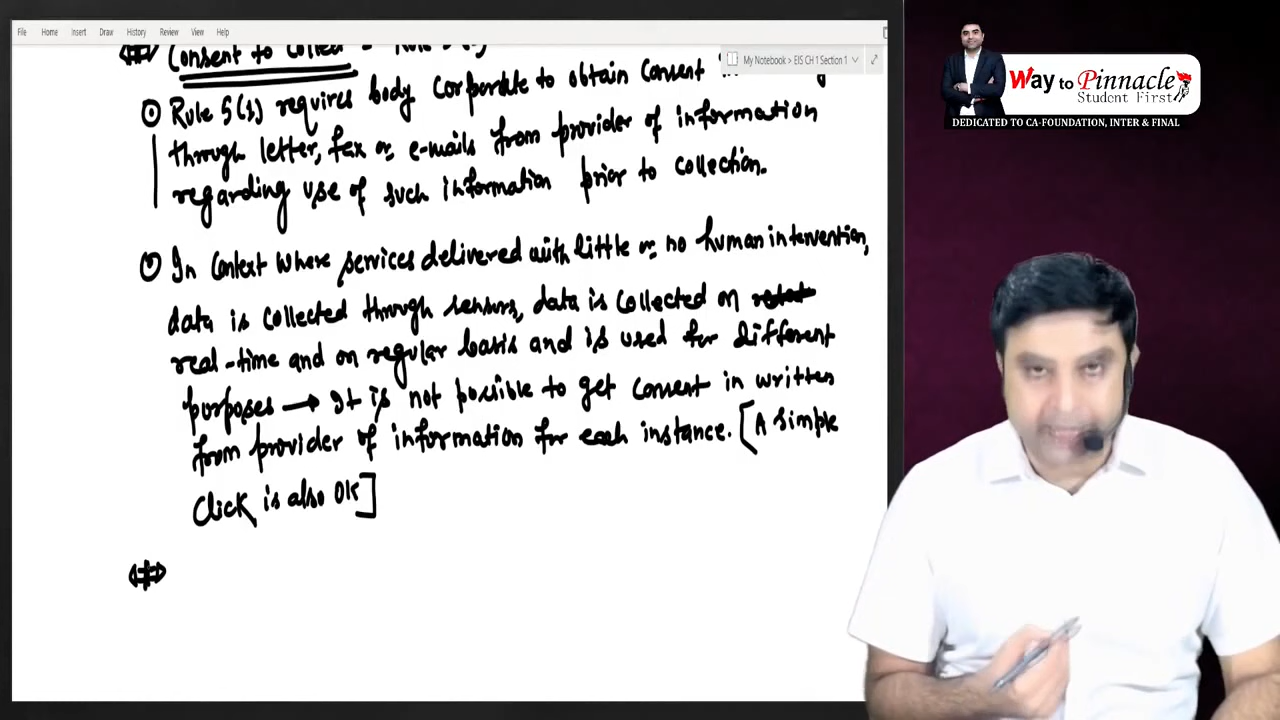 File Home Insert Draw History Review View Help
My Notebook > EIS CH 1 Section 1
Consent to Collect - Rule
Rule 5(1) requires body corporate to obtain consent
through letter, fax or e-mails from provider of information
regarding use of such information prior to collection.
In context where services delivered with little or no human intervention,
data is collected through sensors, data is collected on
real-time and on regular basis and is used for different
purposes → It is not possible to get consent in written
from provider of information for each instance. [A simple
click is also OK]
Way to Pinnacle
Student First
DEDICATED TO CA-FOUNDATION, INTER & FINAL